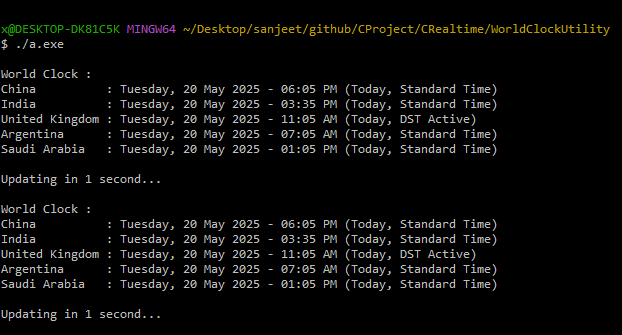 x@DESKTOP-DK81C5K MINGW64 ~/Desktop/sanjeet/github/CProject/CRealtime/WorldClockUtility
$ ./a.exe
World Clock :
China          : Tuesday, 20 May 2025 - 06:05 PM (Today, Standard Time)
India          : Tuesday, 20 May 2025 - 03:35 PM (Today, Standard Time)
United Kingdom : Tuesday, 20 May 2025 - 11:05 AM (Today, DST Active)
Argentina      : Tuesday, 20 May 2025 - 07:05 AM (Today, Standard Time)
Saudi Arabia   : Tuesday, 20 May 2025 - 01:05 PM (Today, Standard Time)
Updating in 1 second...
World Clock :
China          : Tuesday, 20 May 2025 - 06:05 PM (Today, Standard Time)
India          : Tuesday, 20 May 2025 - 03:35 PM (Today, Standard Time)
United Kingdom : Tuesday, 20 May 2025 - 11:05 AM (Today, DST Active)
Argentina      : Tuesday, 20 May 2025 - 07:05 AM (Today, Standard Time)
Saudi Arabia   : Tuesday, 20 May 2025 - 01:05 PM (Today, Standard Time)
Updating in 1 second...